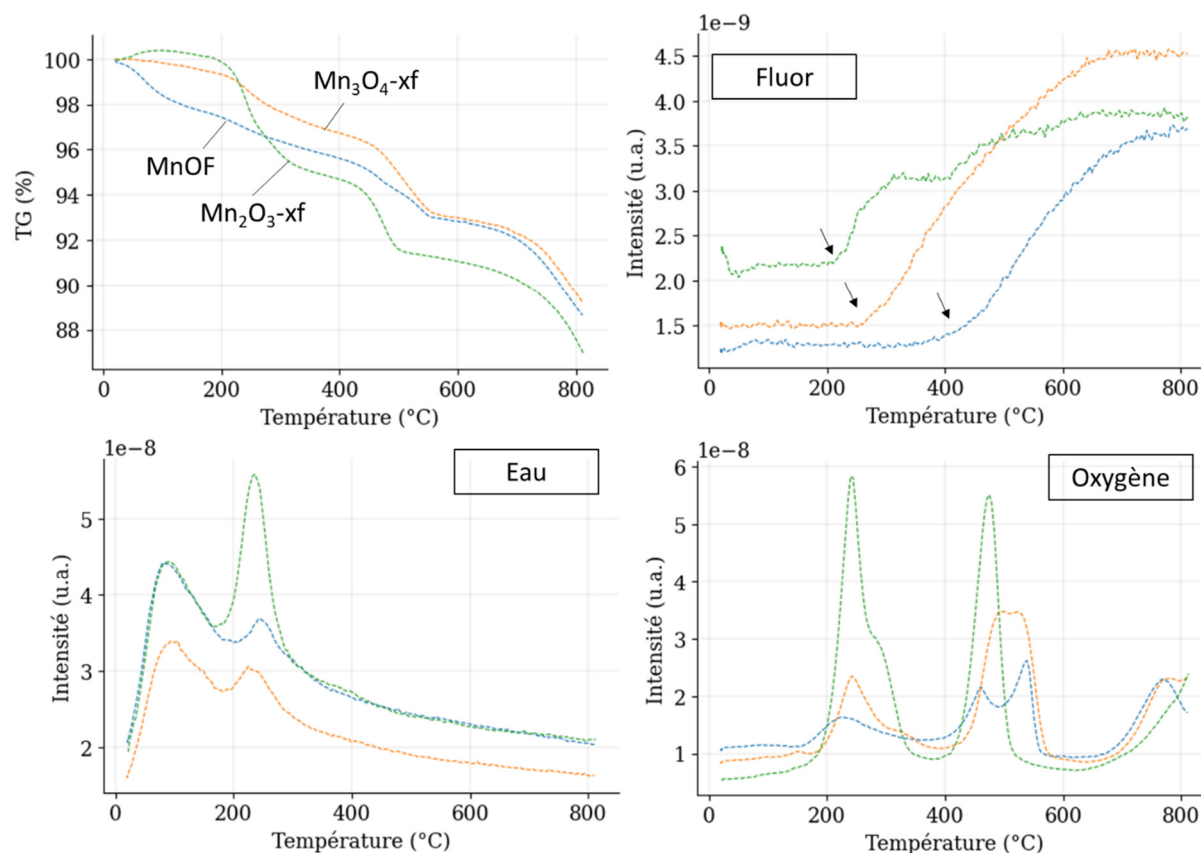 TG (%)
100
98
96
94
92
90
88
Mn₃O₄-xf
MnOF
Mn₂O₃-xf
0
200
400
600
800
Température (°C)
1e−9
Fluor
Intensité (u.a.)
4.5
4.0
3.5
3.0
2.5
2.0
1.5
0
200
400
600
800
Température (°C)
1e−8
Eau
Intensité (u.a.)
5
4
3
2
0
200
400
600
800
Température (°C)
1e−8
Oxygène
Intensité (u.a.)
6
5
4
3
2
1
0
200
400
600
800
Température (°C)